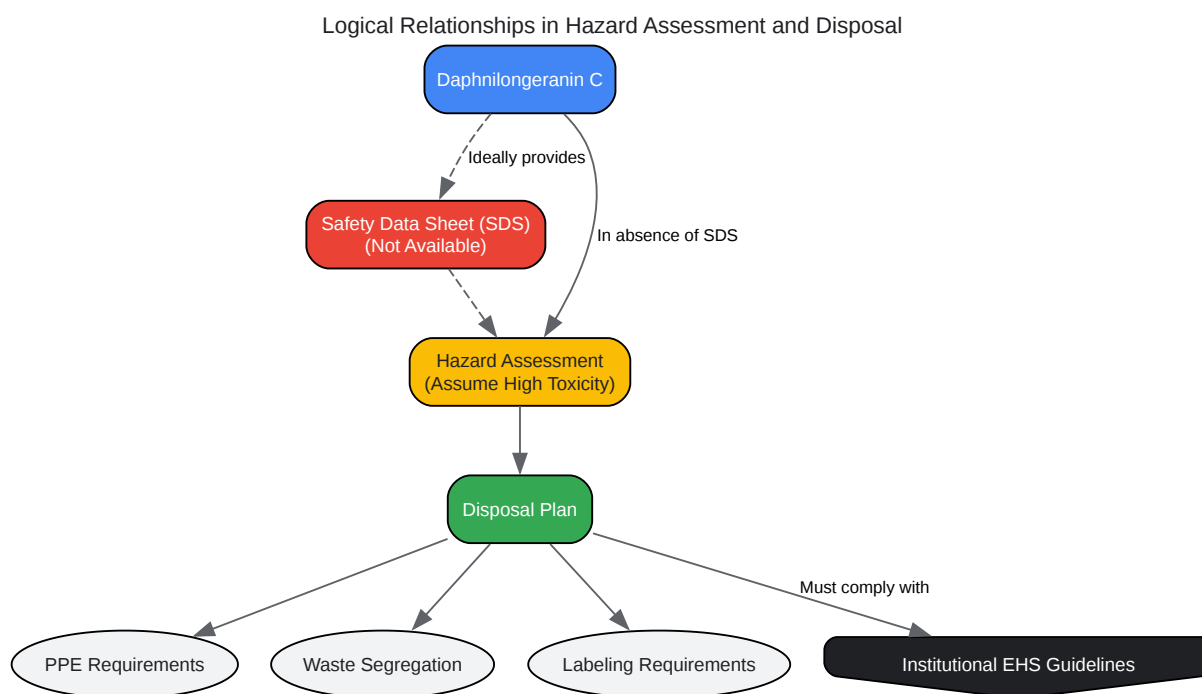 Logical Relationships in Hazard Assessment and Disposal
Daphnilongeranin C
Ideally provides
Safety Data Sheet (SDS)
(Not Available)
In absence of SDS
Hazard Assessment
(Assume High Toxicity)
Disposal Plan
Must comply with
PPE Requirements
Waste Segregation
Labeling Requirements
Institutional EHS Guidelines